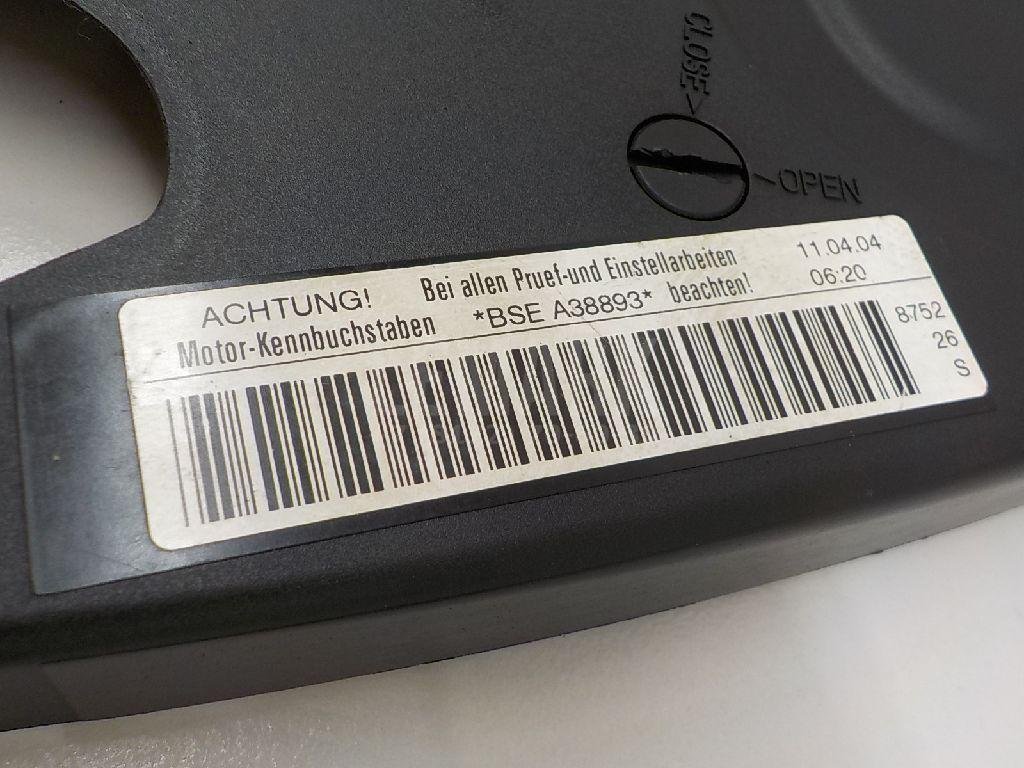 CLOSE
OPEN
ACHTUNG! Bei allen Pruef-und Einstellarbeiten 11.04.04
Motor-Kennbuchstaben *BSE A38893* beachten! 06:20
8752
26
S